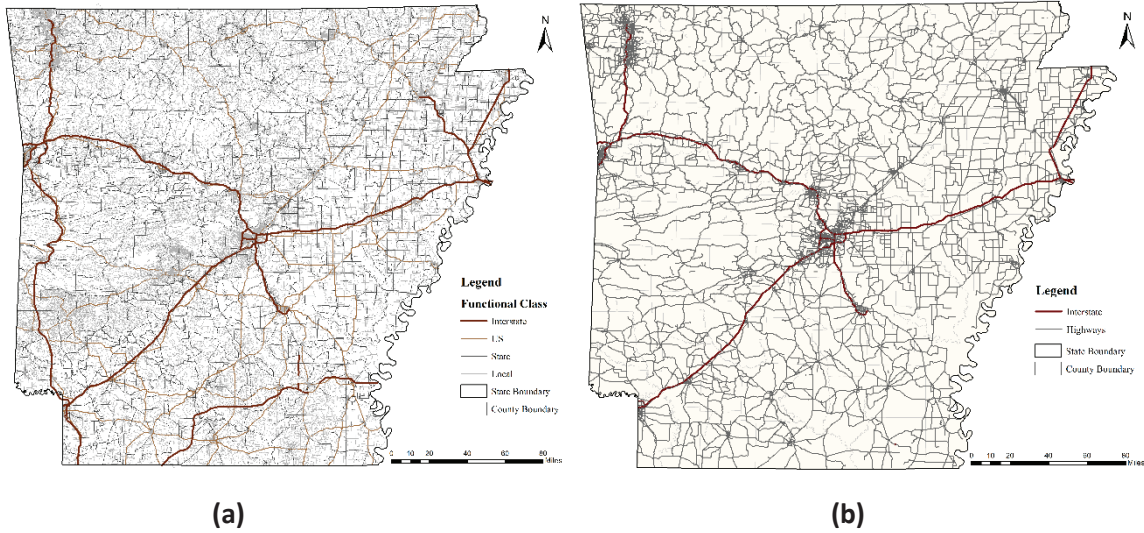 N
Legend
Functional Class
Interstate
US
State
Local
State Boundary
County Boundary
0 10 20 40 60 80
Miles
(a)
N
Legend
Interstate
Highways
State Boundary
County Boundary
0 10 20 40 60 80
Miles
(b)